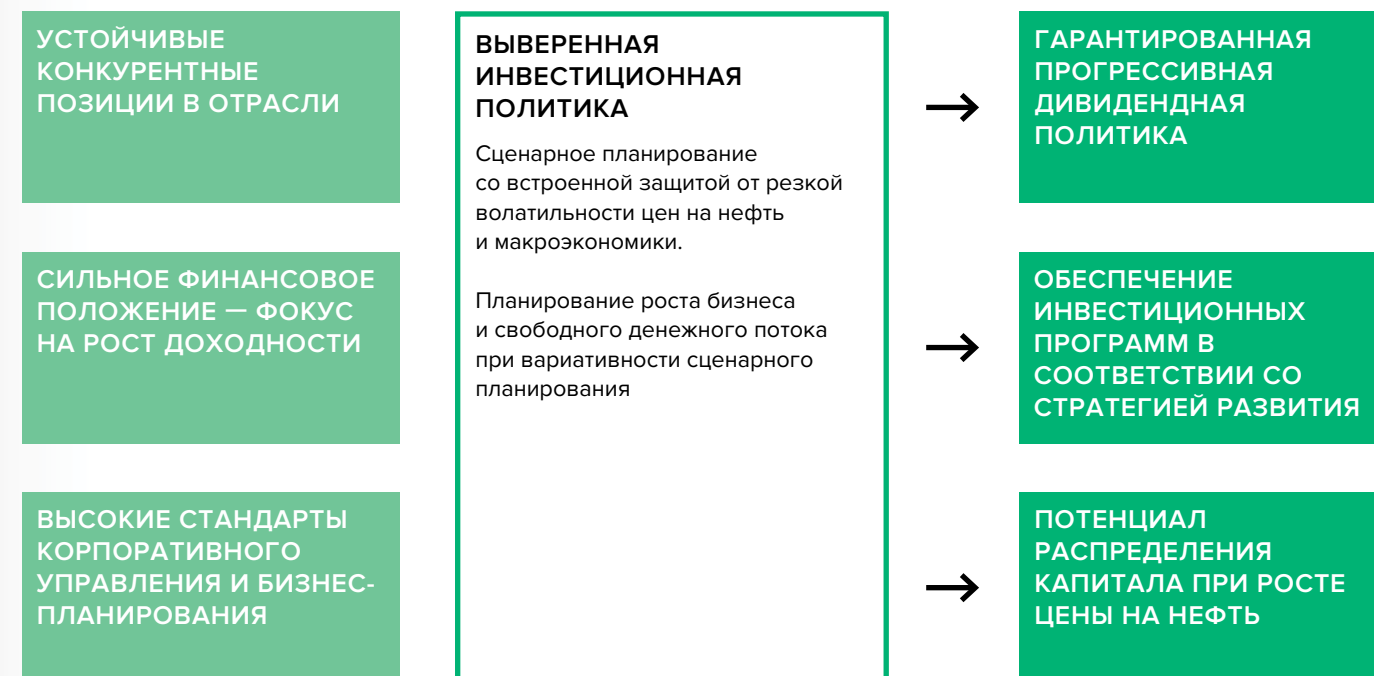 УСТОЙЧИВЫЕ
КОНКУРЕНТНЫЕ
ПОЗИЦИИ В ОТРАСЛИ
СИЛЬНОЕ ФИНАНСОВОЕ
ПОЛОЖЕНИЕ — ФОКУС
НА РОСТ ДОХОДНОСТИ
ВЫСОКИЕ СТАНДАРТЫ
КОРПОРАТИВНОГО
УПРАВЛЕНИЯ И БИЗНЕС-
ПЛАНИРОВАНИЯ
ВЫВЕРЕННАЯ
ИНВЕСТИЦИОННАЯ
ПОЛИТИКА
Сценарное планирование
со встроенной защитой от резкой
волатильности цен на нефть
и макроэкономики.
Планирование роста бизнеса
и свободного денежного потока
при вариативности сценарного
планирования
ГАРАНТИРОВАННАЯ
ПРОГРЕССИВНАЯ
ДИВИДЕНДНАЯ
ПОЛИТИКА
ОБЕСПЕЧЕНИЕ
ИНВЕСТИЦИОННЫХ
ПРОГРАММ В
СООТВЕТСТВИИ СО
СТРАТЕГИЕЙ РАЗВИТИЯ
ПОТЕНЦИАЛ
РАСПРЕДЕЛЕНИЯ
КАПИТАЛА ПРИ РОСТЕ
ЦЕНЫ НА НЕФТЬ